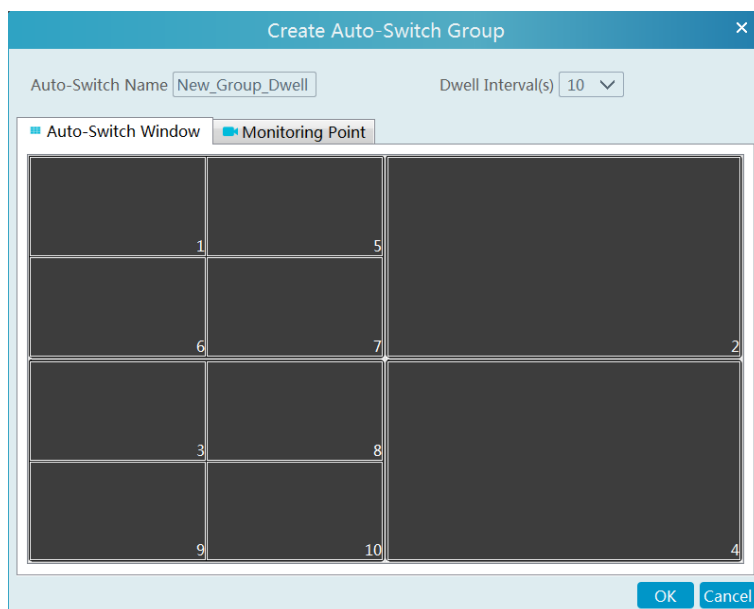 Create Auto-Switch Group
Auto-Switch Name New_Group_Dwell Dwell Interval(s) 10
Auto-Switch Window Monitoring Point
1 5
2
6 7
3 8
4
9 10
OK Cancel